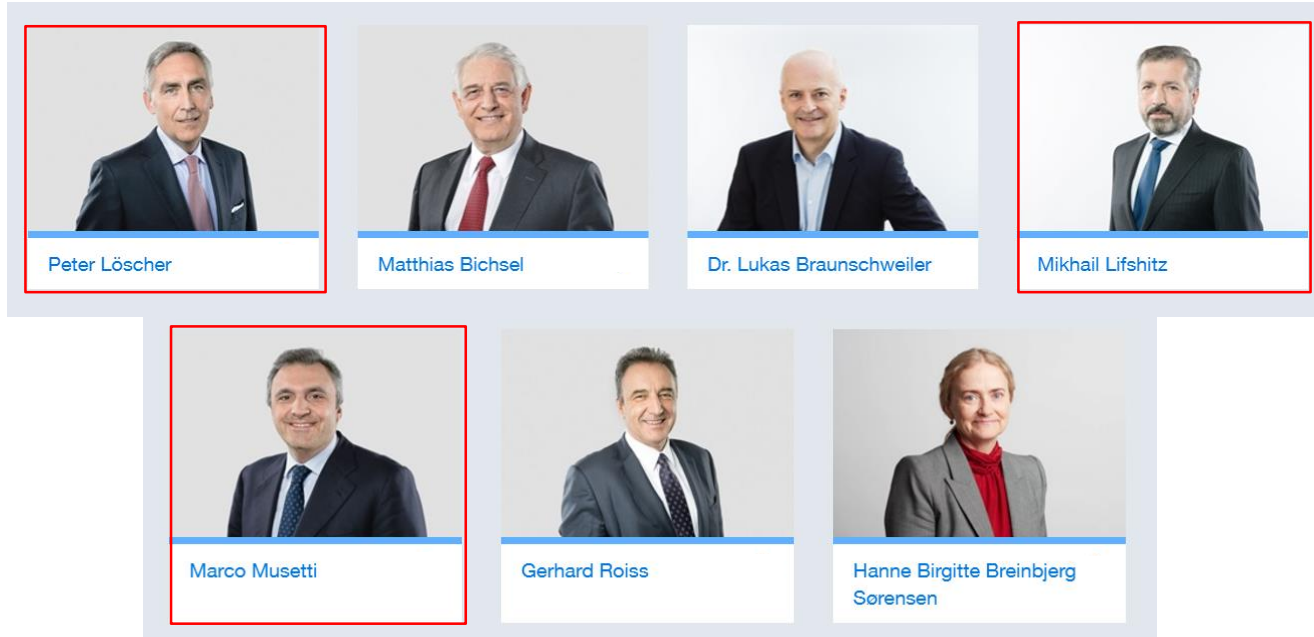 Peter Löscher
Matthias Bichsel
Dr. Lukas Braunschweiler
Mikhail Lifshitz
Marco Musetti
Gerhard Roiss
Hanne Birgitte Breinbjerg
Sørensen